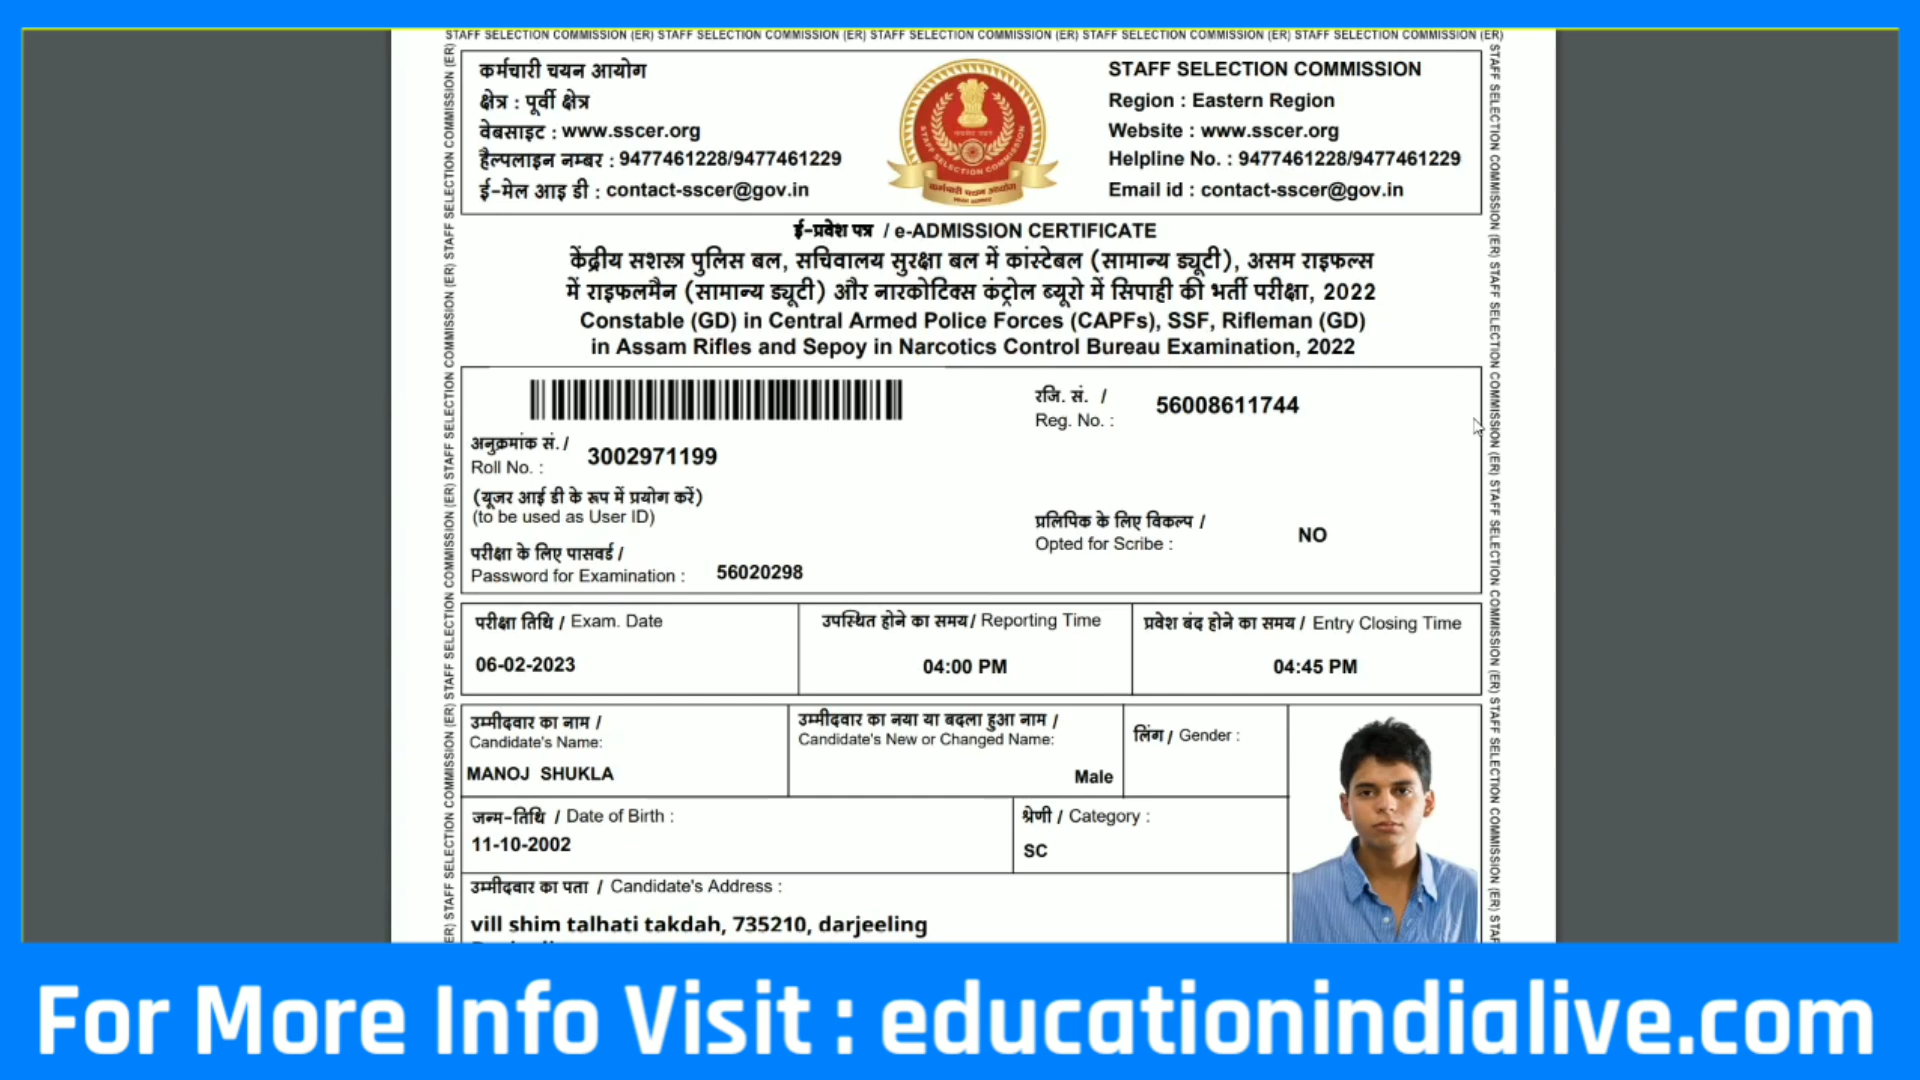 STAFF SELECTION COMMISSION (ER) STAFF SELECTION COMMISSION (ER) STAFF SELECTION COMMISSION (ER) STAFF SELECTION COMMISSION (ER) STAFF SELECTION COMMISSION (ER)
कर्मचारी चयन आयोग
क्षेत्र : पूर्वी क्षेत्र
वेबसाइट : www.sscer.org
हैल्पलाइन नम्बर : 9477461228/9477461229
ई-मेल आइ डी : contact-sscer@gov.in
STAFF SELECTION COMMISSION
कर्मचारी चयन आयोग
STAFF SELECTION COMMISSION
Region : Eastern Region
Website : www.sscer.org
Helpline No. : 9477461228/9477461229
Email id : contact-sscer@gov.in
ई-प्रवेश पत्र / e-ADMISSION CERTIFICATE
केंद्रीय सशस्त्र पुलिस बल, सचिवालय सुरक्षा बल में कांस्टेबल (सामान्य ड्यूटी), असम राइफल्स
में राइफलमैन (सामान्य ड्यूटी) और नारकोटिक्स कंट्रोल ब्यूरो में सिपाही की भर्ती परीक्षा, 2022
Constable (GD) in Central Armed Police Forces (CAPFs), SSF, Rifleman (GD)
in Assam Rifles and Sepoy in Narcotics Control Bureau Examination, 2022
रजि. सं. /
Reg. No. : 56008611744
अनुक्रमांक सं. /
Roll No. : 3002971199
(यूजर आई डी के रूप में प्रयोग करें)
(to be used as User ID)
प्रलिपिक के लिए विकल्प /
Opted for Scribe : NO
परीक्षा के लिए पासवर्ड /
Password for Examination : 56020298
परीक्षा तिथि / Exam. Date
06-02-2023
उपस्थित होने का समय / Reporting Time
04:00 PM
प्रवेश बंद होने का समय / Entry Closing Time
04:45 PM
उम्मीदवार का नाम /
Candidate's Name:
MANOJ SHUKLA
उम्मीदवार का नया या बदला हुआ नाम /
Candidate's New or Changed Name:
Male
लिंग / Gender :
जन्म-तिथि / Date of Birth :
11-10-2002
श्रेणी / Category :
SC
उम्मीदवार का पता / Candidate's Address :
vill shim talhati takdah, 735210, darjeeling
For More Info Visit : educationindialive.com